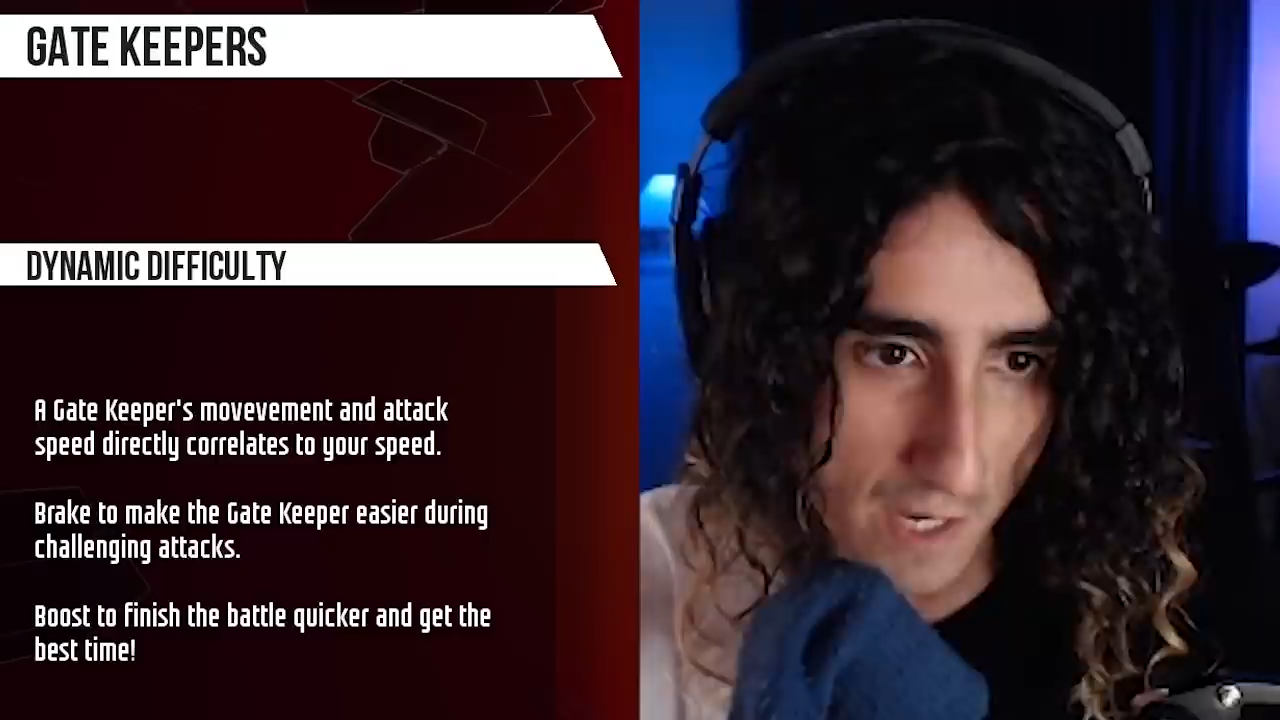 GATE KEEPERS
DYNAMIC DIFFICULTY
A Gate Keeper's movevement and attack
speed directly correlates to your speed.
Brake to make the Gate Keeper easier during
challenging attacks.
Boost to finish the battle quicker and get the
best time!